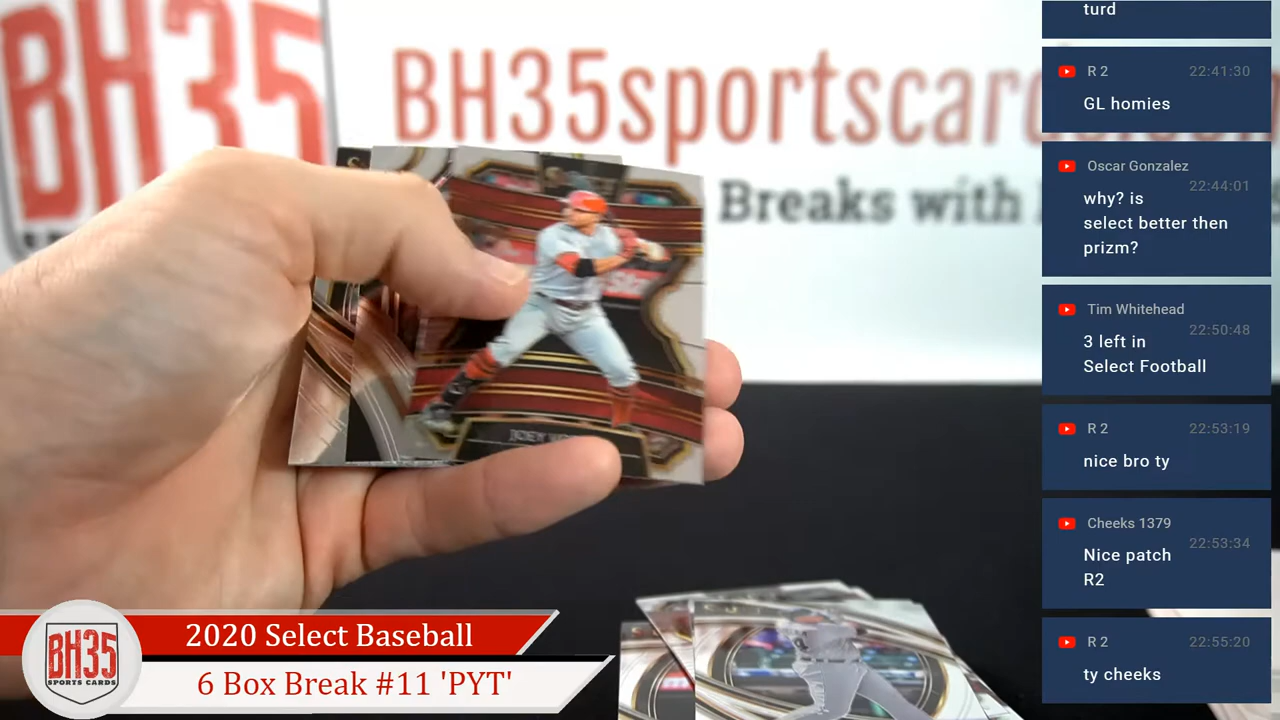 BH35
BH35sportscards
Breaks with
JOEY
BH35
SPORTS CARDS
2020 Select Baseball
6 Box Break #11 'PYT'
turd
R 2 22:41:30
GL homies
Oscar Gonzalez
22:44:01
why? is
select better then
prizm?
Tim Whitehead
22:50:48
3 left in
Select Football
R 2 22:53:19
nice bro ty
Cheeks 1379
22:53:34
Nice patch
R2
R 2 22:55:20
ty cheeks